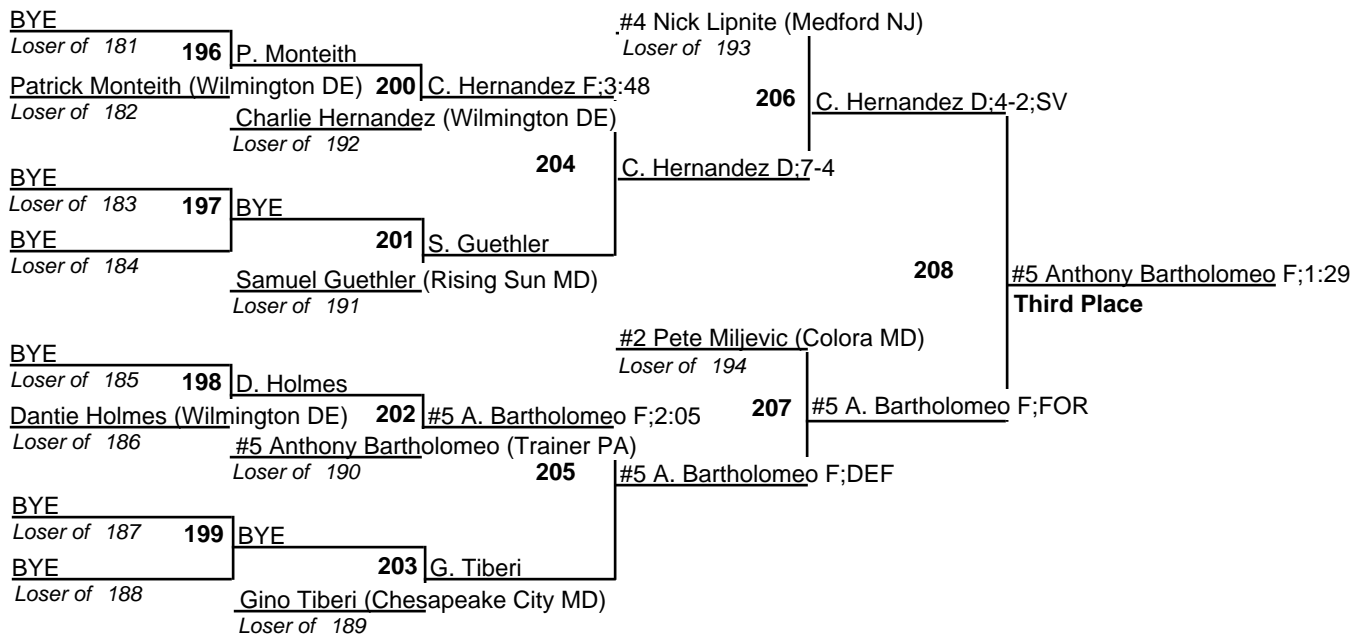 BYE
#4 Nick Lipnite (Medford NJ)
Loser of 181
196
P. Monteith
Loser of 193
Patrick Monteith (Wilmington DE)
200
C. Hernandez F;3:48
Loser of 182
206
C. Hernandez D;4-2;SV
Charlie Hernandez (Wilmington DE)
Loser of 192
204
C. Hernandez D;7-4
BYE
Loser of 183
197
BYE
BYE
201
S. Guethler
Loser of 184
Samuel Guethler (Rising Sun MD)
Loser of 191
208
#5 Anthony Bartholomeo F;1:29
Third Place
BYE
#2 Pete Miljevic (Colora MD)
Loser of 185
198
D. Holmes
Loser of 194
Dantie Holmes (Wilmington DE)
202
#5 A. Bartholomeo F;2:05
207
#5 A. Bartholomeo F;FOR
Loser of 186
#5 Anthony Bartholomeo (Trainer PA)
Loser of 190
205
#5 A. Bartholomeo F;DEF
BYE
Loser of 187
199
BYE
BYE
203
G. Tiberi
Loser of 188
Gino Tiberi (Chesapeake City MD)
Loser of 189